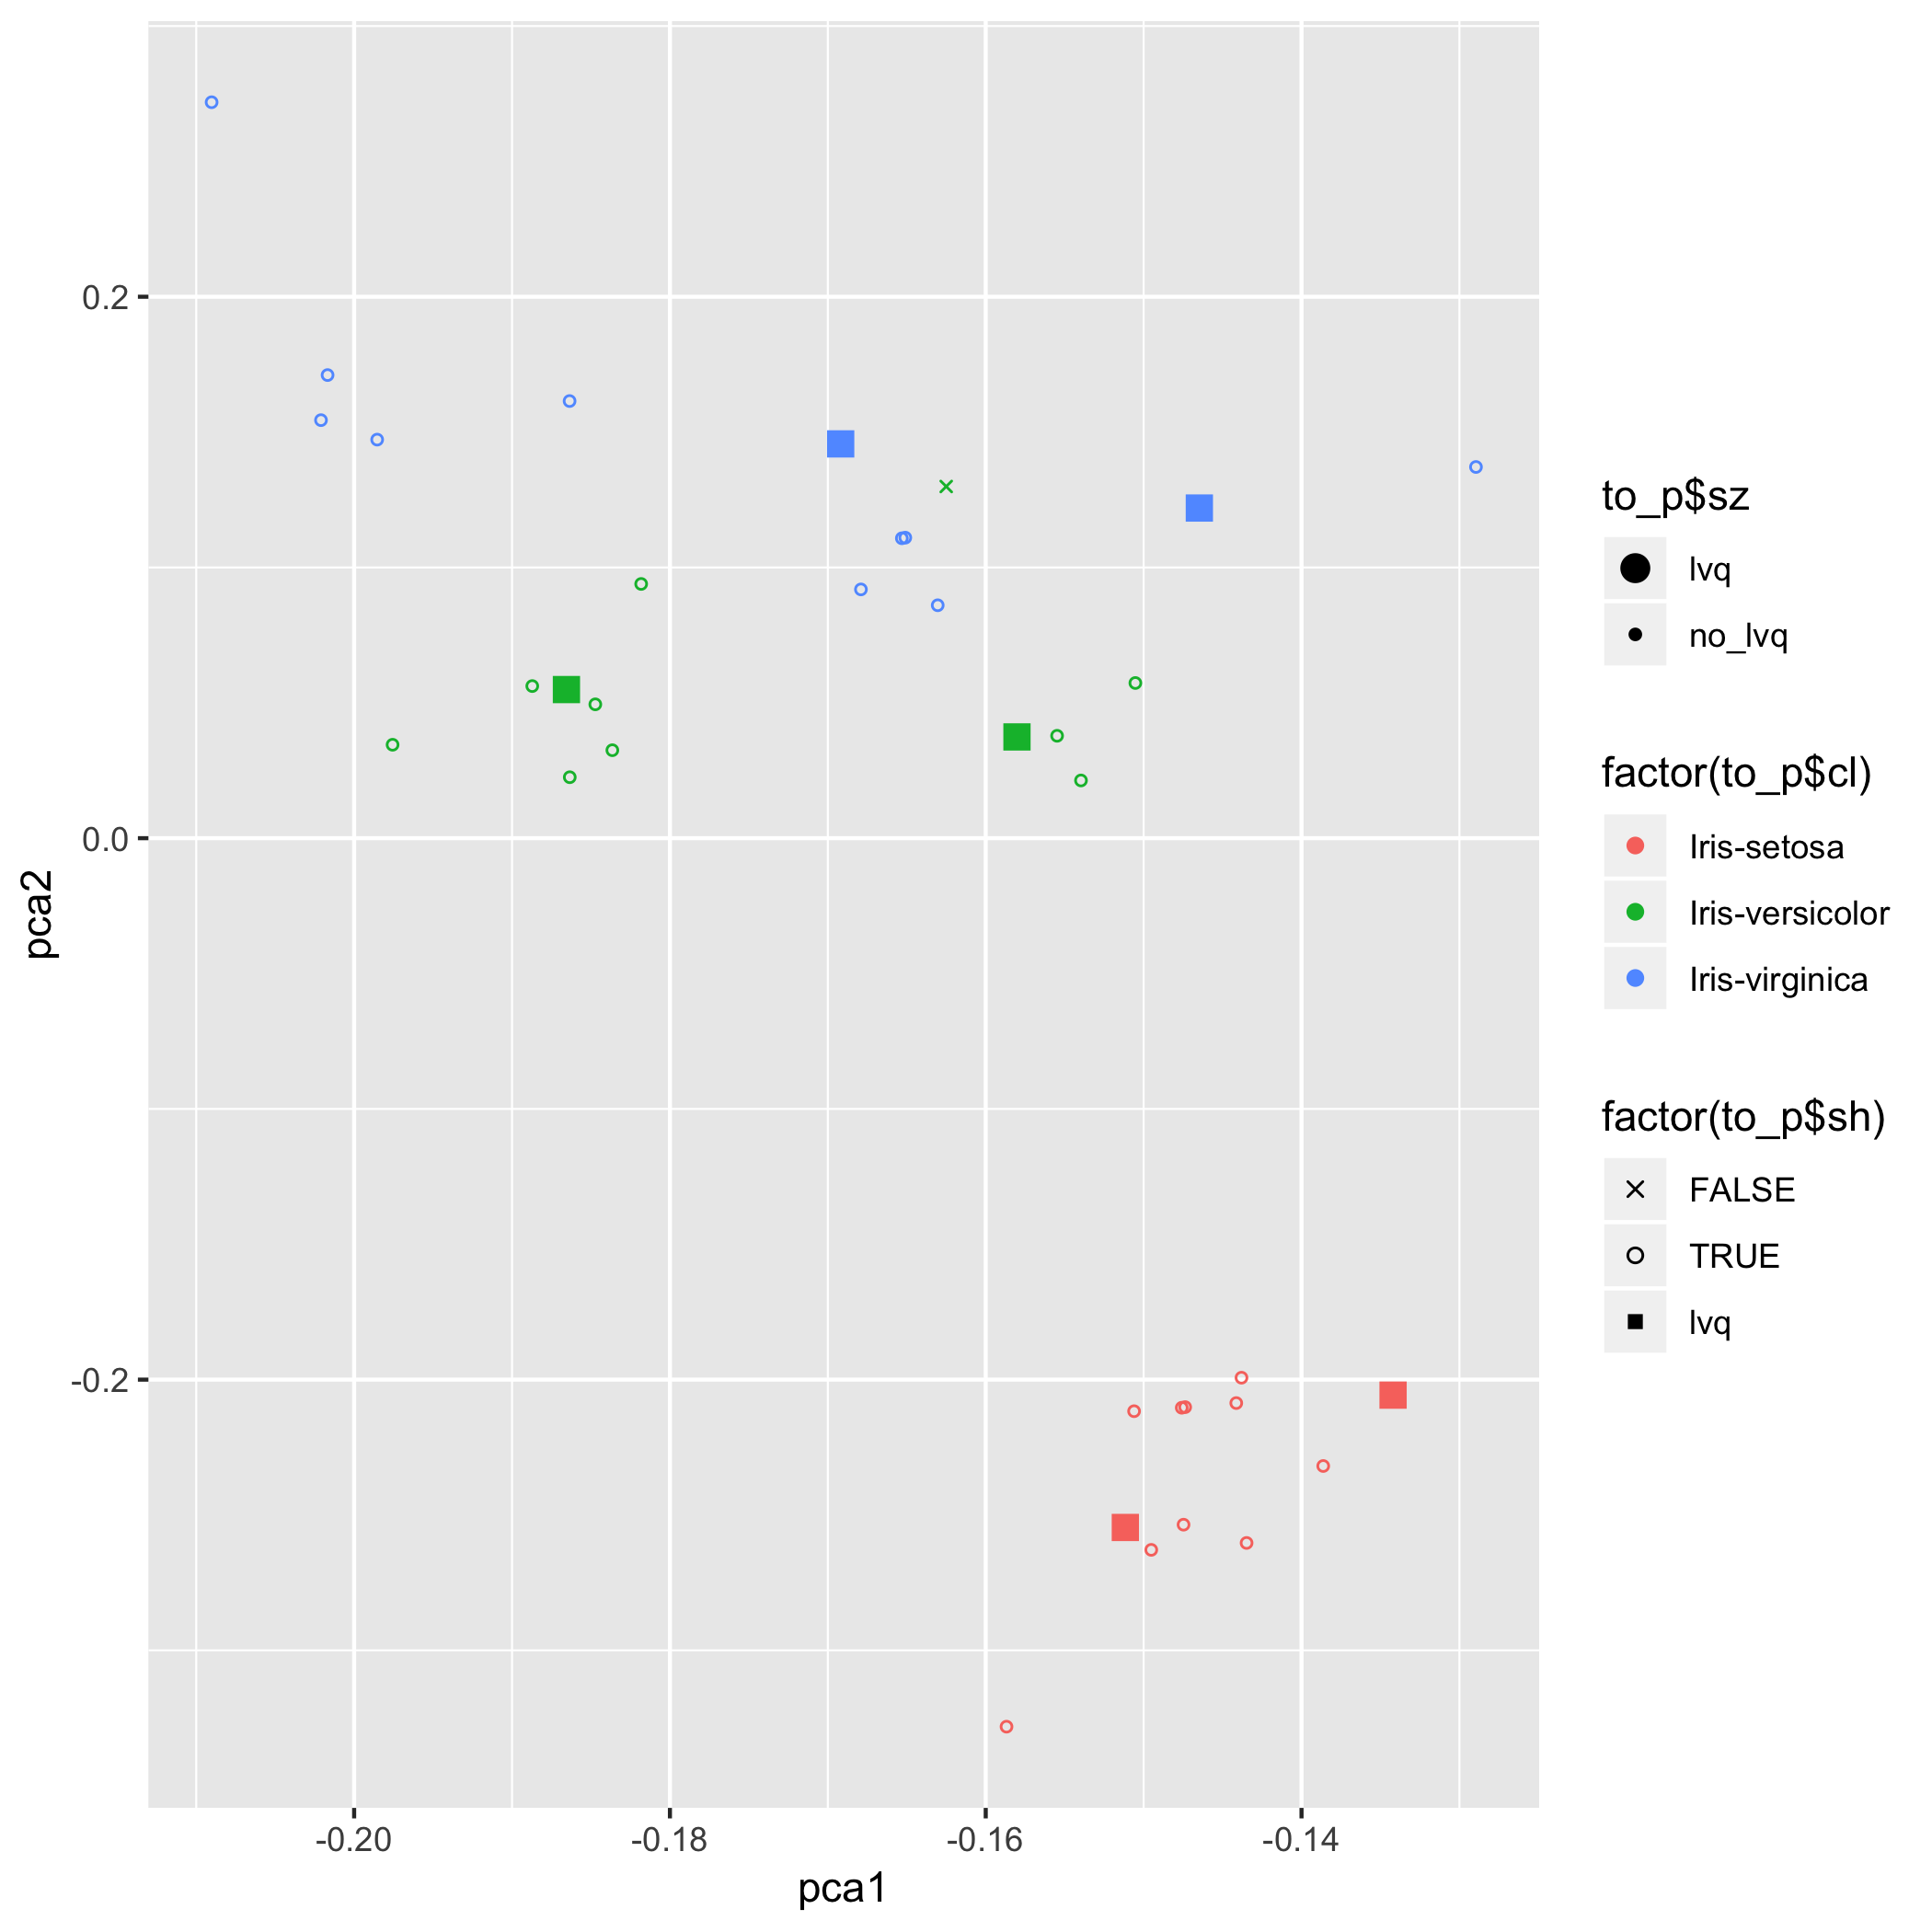 0.2
0.0
-0.2
pca2
-0.20
-0.18
-0.16
-0.14
pca1
to_p$sz
lvq
no_lvq
factor(to_p$cl)
Iris-setosa
Iris-versicolor
Iris-virginica
factor(to_p$sh)
FALSE
TRUE
lvq